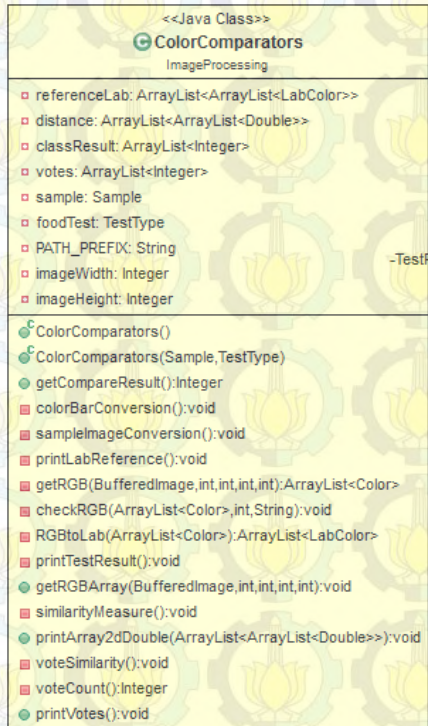 <<Java Class>>
ColorComparators
ImageProcessing
referenceLab: ArrayList<ArrayList<LabColor>>
distance: ArrayList<ArrayList<Double>>
classResult: ArrayList<Integer>
votes: ArrayList<Integer>
sample: Sample
foodTest: TestType
PATH_PREFIX: String
-TestF
imageWidth: Integer
imageHeight: Integer
ColorComparators()
ColorComparators(Sample,TestType)
getCompareResult():Integer
colorBarConversion():void
sampleImageConversion():void
printLabReference():void
getRGB(BufferedImage,int,int,int,int):ArrayList<Color>
checkRGB(ArrayList<Color>,int,String):void
RGBtoLab(ArrayList<Color>):ArrayList<LabColor>
printTestResult():void
getRGBArray(BufferedImage,int,int,int,int):void
similarityMeasure():void
printArray2dDouble(ArrayList<ArrayList<Double>>):void
voteSimilarity():void
voteCount():Integer
printVotes():void